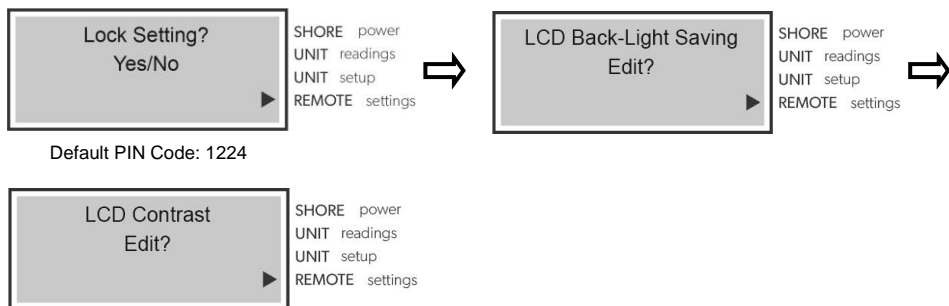 Lock Setting?
Yes/No
SHORE power
UNIT readings
UNIT setup
REMOTE settings
Default PIN Code: 1224
LCD Back-Light Saving
Edit?
SHORE power
UNIT readings
UNIT setup
REMOTE settings
LCD Contrast
Edit?
SHORE power
UNIT readings
UNIT setup
REMOTE settings